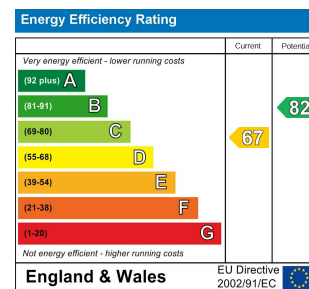 Energy Efficiency Rating
Current Potentia
Very energy efficient - lower running costs
(92 plus) A
(81-91) B
82
(69-80) C
67
(55-68) D
(39-54) E
(21-38) F
(1-20) G
Not energy efficient - higher running costs
England & Wales
EU Directive
2002/91/EC